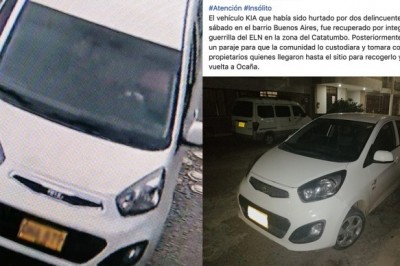 #Atención #Insólito
El vehículo KIA que había sido hurtado por dos delincuente
sábado en el barrio Buenos Aires, fue recuperado por integ
guerrilla del ELN en la zona del Catatumbo. Posteriorment
un paraje para que la comunidad lo custodiara y tomara co
propietarios quienes llegaron hasta el sitio para recogerlo y
vuelta a Ocaña.